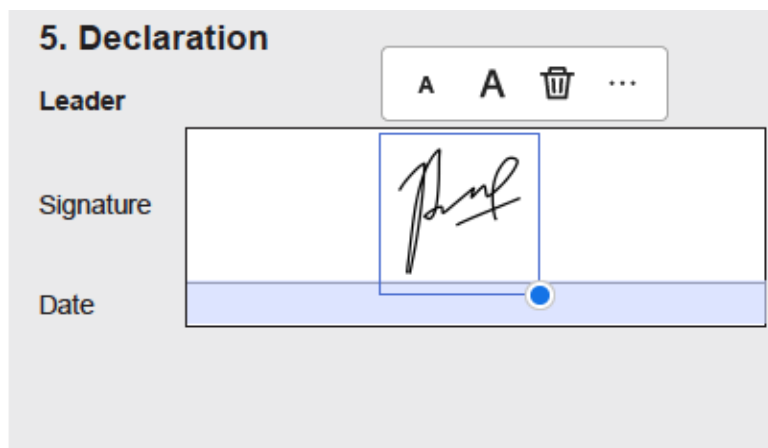 5. Declaration
A A ...
Leader
Signature
Date